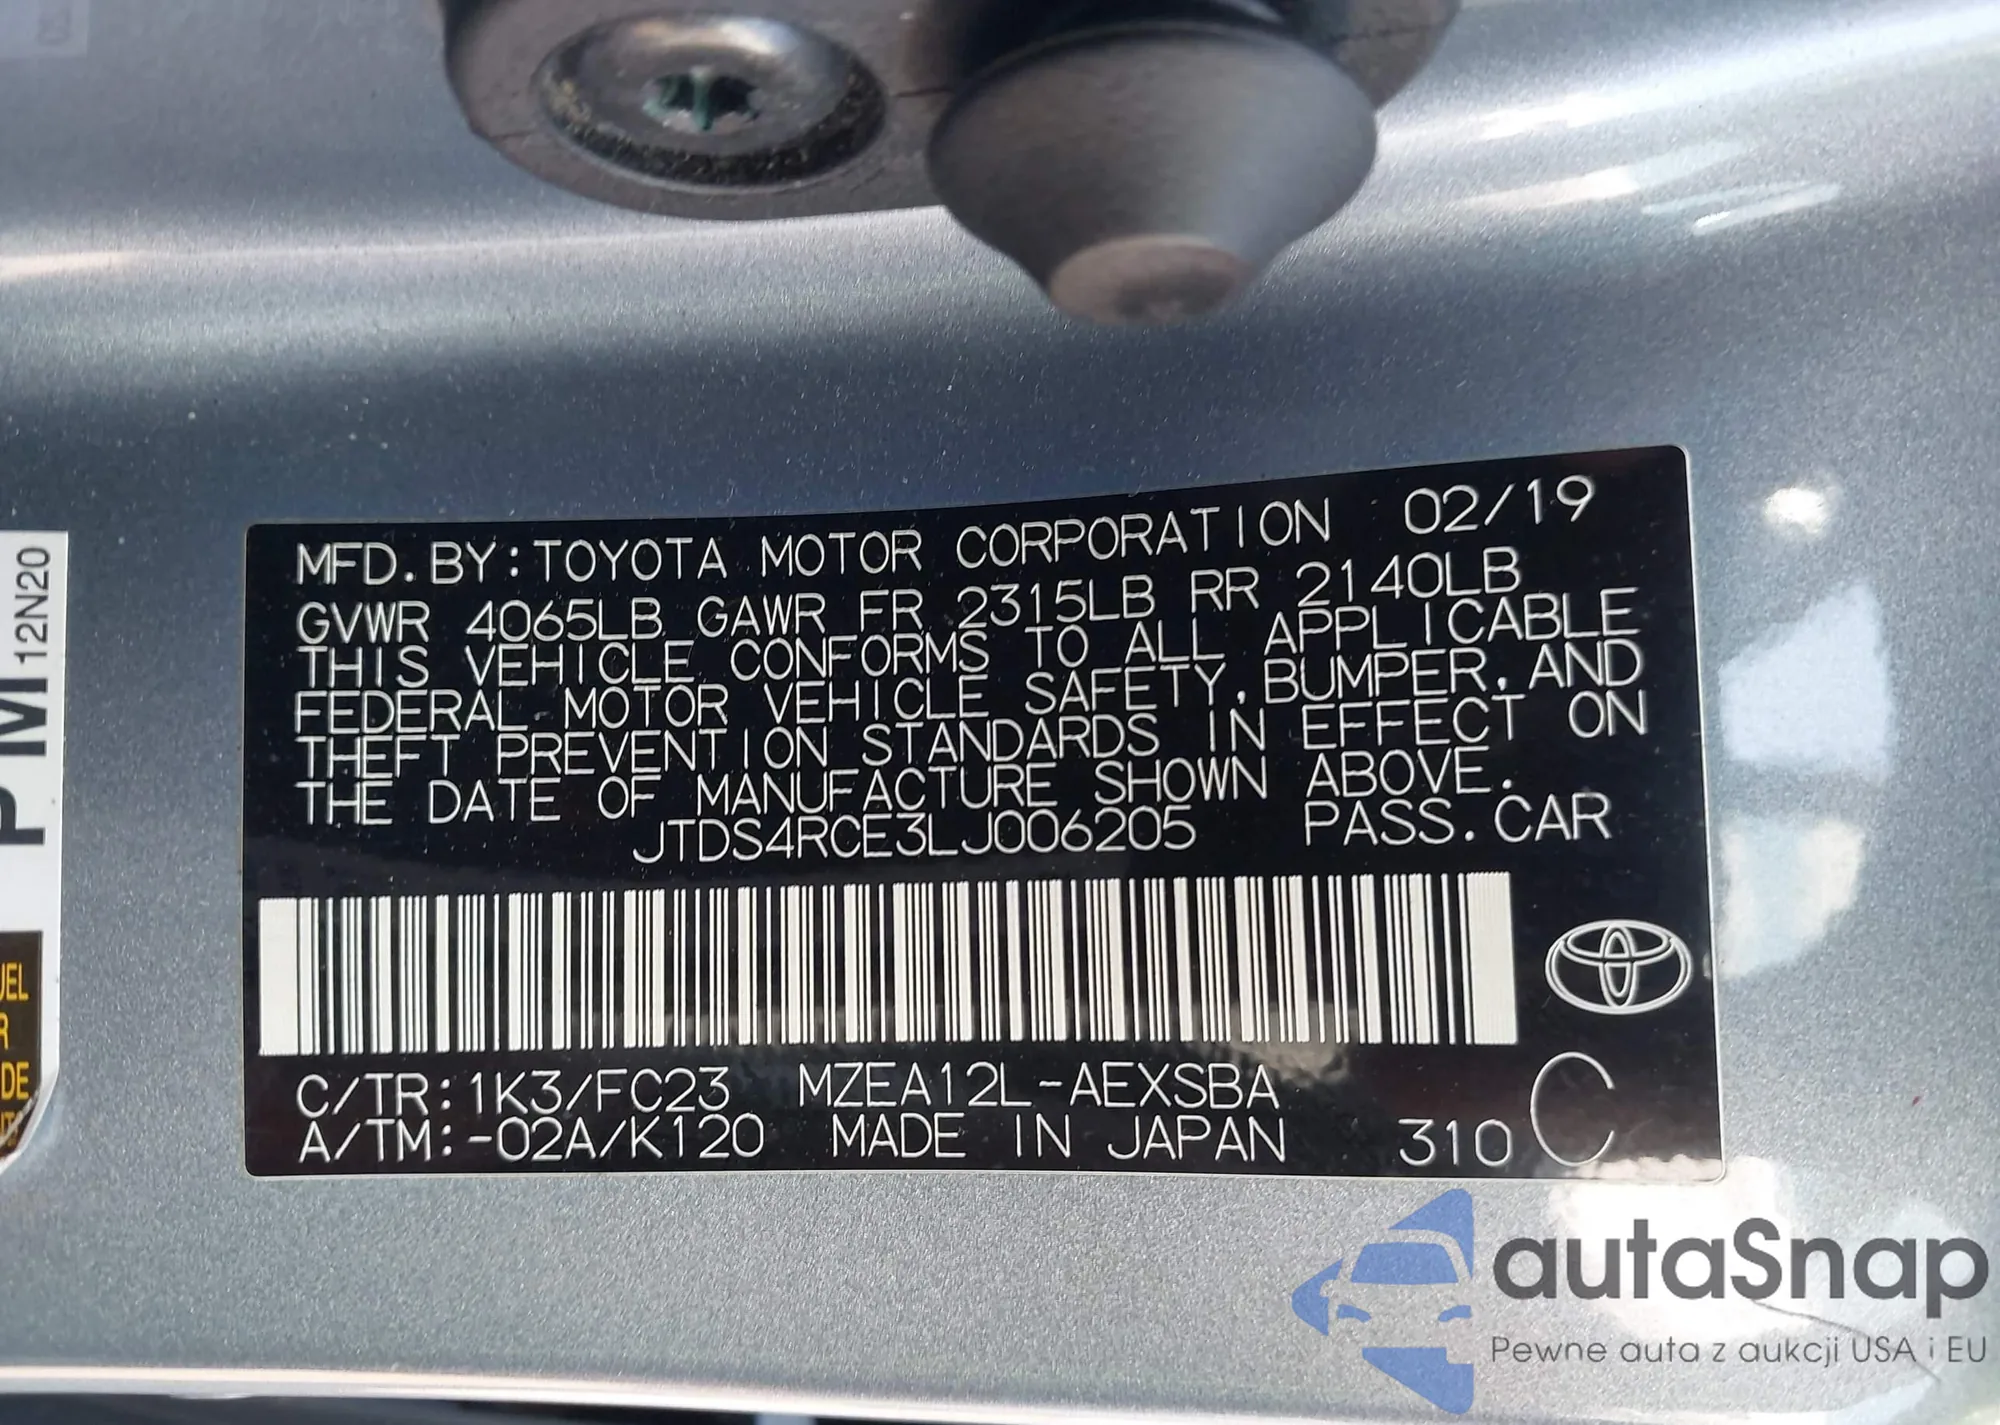 MFD. BY: TOYOTA MOTOR CORPORATION 02/19
GVWR 4065LB GAWR FR 2315LB RR 2140LB
THIS VEHICLE CONFORMS TO ALL APPLICABLE
FEDERAL MOTOR VEHICLE SAFETY, BUMPER, AND
THEFT PREVENTION STANDARDS IN EFFECT ON
THE DATE OF MANUFACTURE SHOWN ABOVE.
JTDS4RCE3LJ006205 PASS. CAR
C/TR: 1K3/FC23 MZEA12L-AEXSBA
A/TM: -02A/K120 MADE IN JAPAN 310 C
PMI 12N20
UEL
R
DE
autaSnap
Pewne auta z aukcji USA i EU